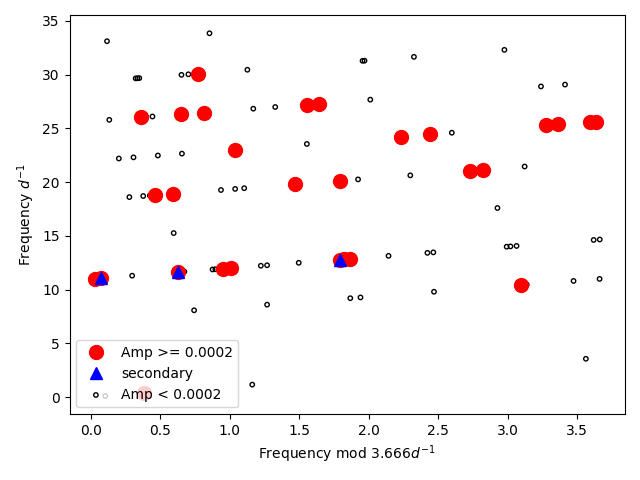 35
30
25
20
15
10
5
0
Frequency d⁻¹
Amp >= 0.0002
secondary
Amp < 0.0002
0.0 0.5 1.0 1.5 2.0 2.5 3.0 3.5
Frequency mod 3.666d⁻¹